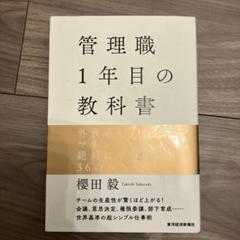 管理職
1年目の
教科書
櫻田 毅
Takeshi Sakurada
チームの生産性が驚くほど上がる!
会議、意思決定、権限委譲、部下育成――
世界基準の超シンプル仕事術
東洋経済新報社